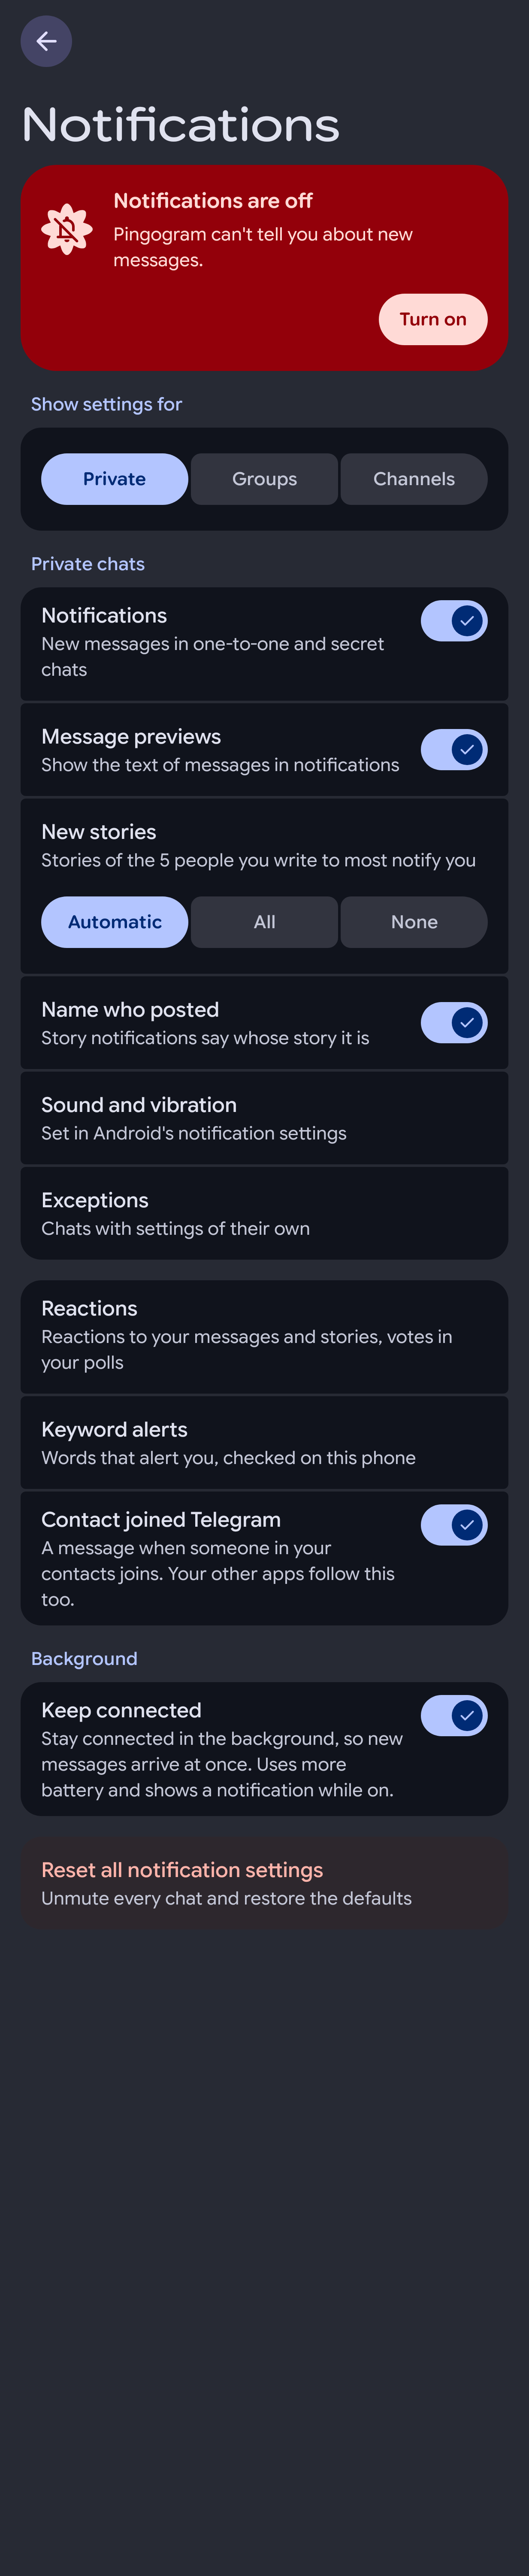 Notifications
Notifications are off
Pingogram can't tell you about new
messages.
Turn on
Show settings for
Private
Groups
Channels
Private chats
Notifications
New messages in one-to-one and secret
chats
Message previews
Show the text of messages in notifications
New stories
Stories of the 5 people you write to most notify you
Automatic
All
None
Name who posted
Story notifications say whose story it is
Sound and vibration
Set in Android's notification settings
Exceptions
Chats with settings of their own
Reactions
Reactions to your messages and stories, votes in
your polls
Keyword alerts
Words that alert you, checked on this phone
Contact joined Telegram
A message when someone in your
contacts joins. Your other apps follow this
too.
Background
Keep connected
Stay connected in the background, so new
messages arrive at once. Uses more
battery and shows a notification while on.
Reset all notification settings
Unmute every chat and restore the defaults